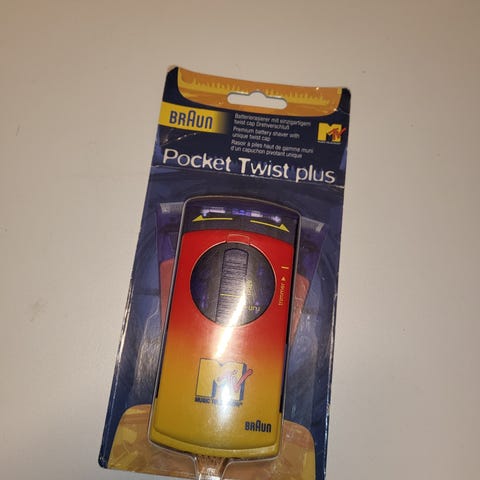 BRAUN
Batterierasierer mit einzigartigem
twist cap Drehverschluß
Premium battery shaver with
unique twist cap
Rasoir à piles haut de gamme muni
d'un capuchon pivotant unique
MTV
Pocket Twist plus
trimmer
MTV
MUSIC TELEVISION®
BRAUN